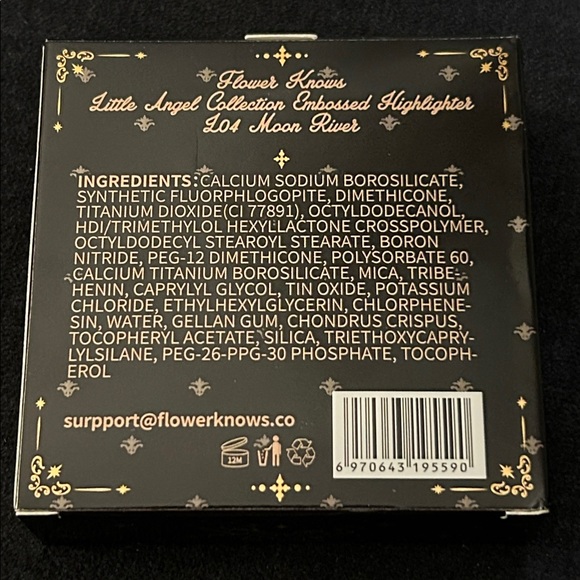 Flower Knows
Little Angel Collection Embossed Highlighter
L04 Moon River
INGREDIENTS:CALCIUM SODIUM BOROSILICATE,
SYNTHETIC FLUORPHLOGOPITE, DIMETHICONE,
TITANIUM DIOXIDE(CI 77891), OCTYLDODECANOL,
HDI/TRIMETHYLOL HEXYLLACTONE CROSSPOLYMER,
OCTYLDODECYL STEAROYL STEARATE, BORON
NITRIDE, PEG-12 DIMETHICONE, POLYSORBATE 60,
CALCIUM TITANIUM BOROSILICATE, MICA, TRIBE-
HENIN, CAPRYLYL GLYCOL, TIN OXIDE, POTASSIUM
CHLORIDE, ETHYLHEXYLGLYCERIN, CHLORPHENE-
SIN, WATER, GELLAN GUM, CHONDRUS CRISPUS,
TOCOPHERYL ACETATE, SILICA, TRIETHOXYCAPRY-
LYLSILANE, PEG-26-PPG-30 PHOSPHATE, TOCOPH-
EROL
surpport@flowerknows.co
12M
6 970643 195590